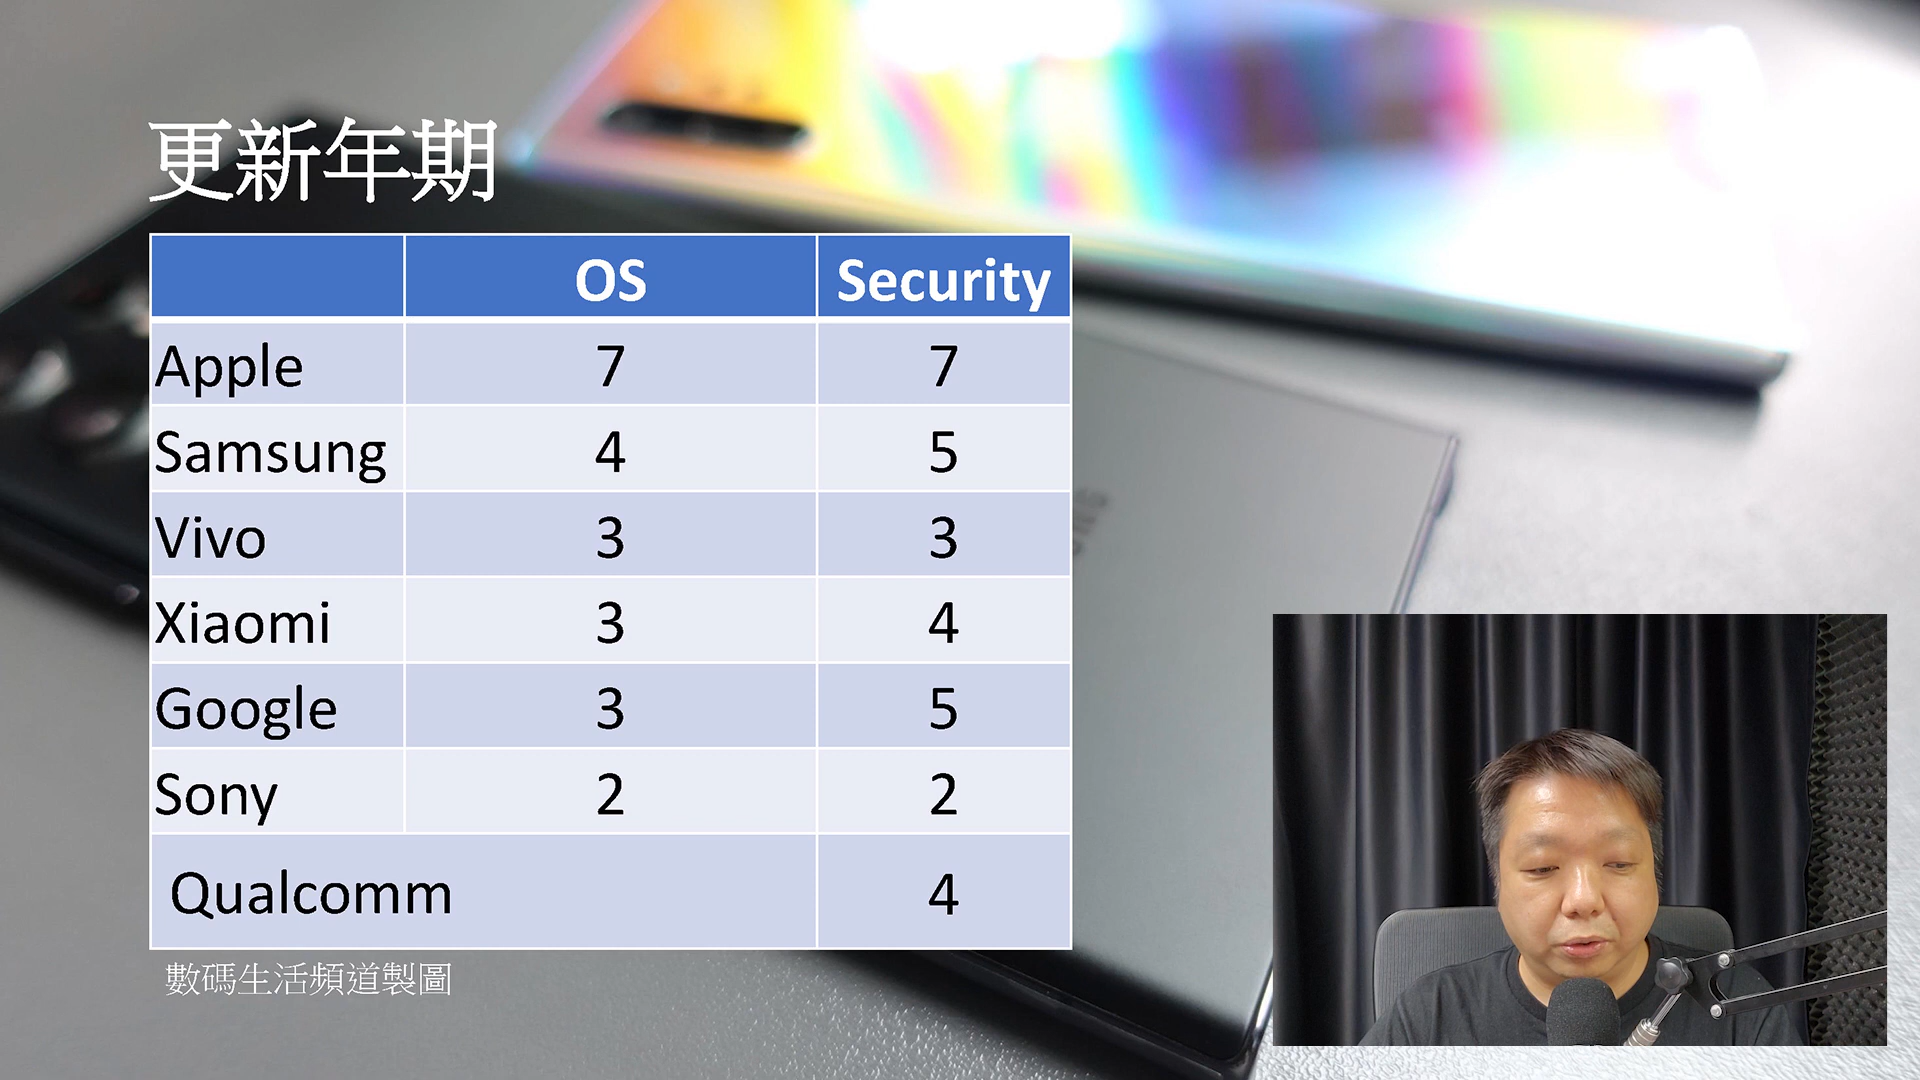 更新年期
OS Security
Apple 7 7
Samsung 4 5
Vivo 3 3
Xiaomi 3 4
Google 3 5
Sony 2 2
Qualcomm 4
數碼生活頻道製圖